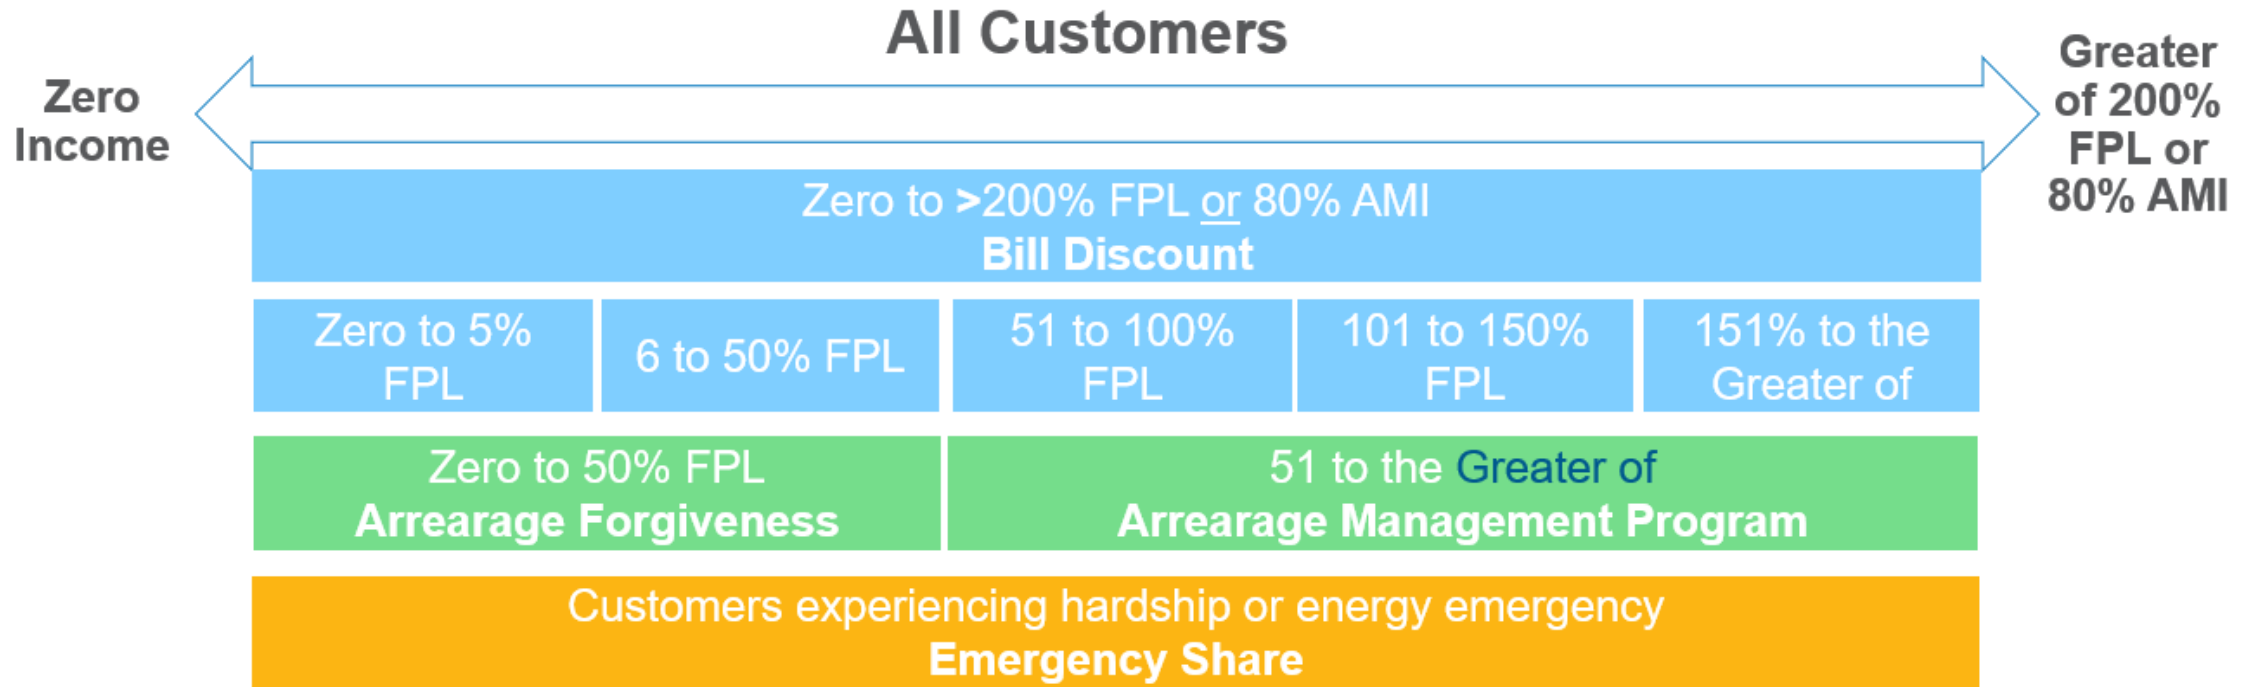 All Customers
Zero
Income
Greater
of 200%
FPL or
80% AMI
Zero to >200% FPL or 80% AMI
Bill Discount
Zero to 5%
FPL
6 to 50% FPL
51 to 100%
FPL
101 to 150%
FPL
151% to the
Greater of
Zero to 50% FPL
Arrearage Forgiveness
51 to the Greater of
Arrearage Management Program
Customers experiencing hardship or energy emergency
Emergency Share